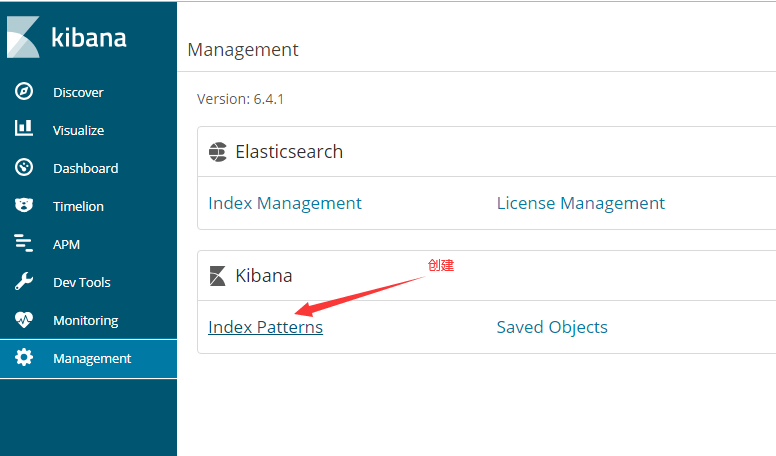 kibana
Discover
Visualize
Dashboard
Timelion
APM
Dev Tools
Monitoring
Management
Management
Version: 6.4.1
Elasticsearch
Index Management
License Management
Kibana
创建
Index Patterns
Saved Objects